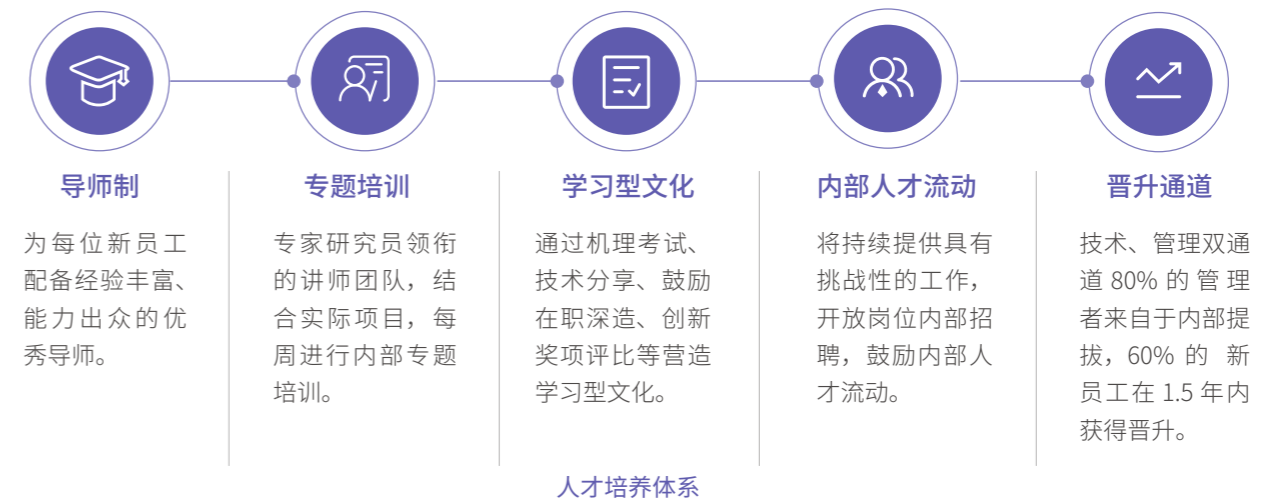 导师制
为每位新员工
配备经验丰富、
能力出众的优
秀导师。
专题培训
专家研究员领衔
的讲师团队，结
合实际项目，每
周进行内部专题
培训。
学习型文化
通过机理考试、
技术分享、鼓励
在职深造、创新
奖项评比等营造
学习型文化。
内部人才流动
将持续提供具有
挑战性的工作，
开放岗位内部招
聘，鼓励内部人
才流动。
晋升通道
技术、管理双通
道 80% 的 管 理
者来自于内部提
拔，60% 的 新
员工在 1.5 年内
获得晋升。
人才培养体系